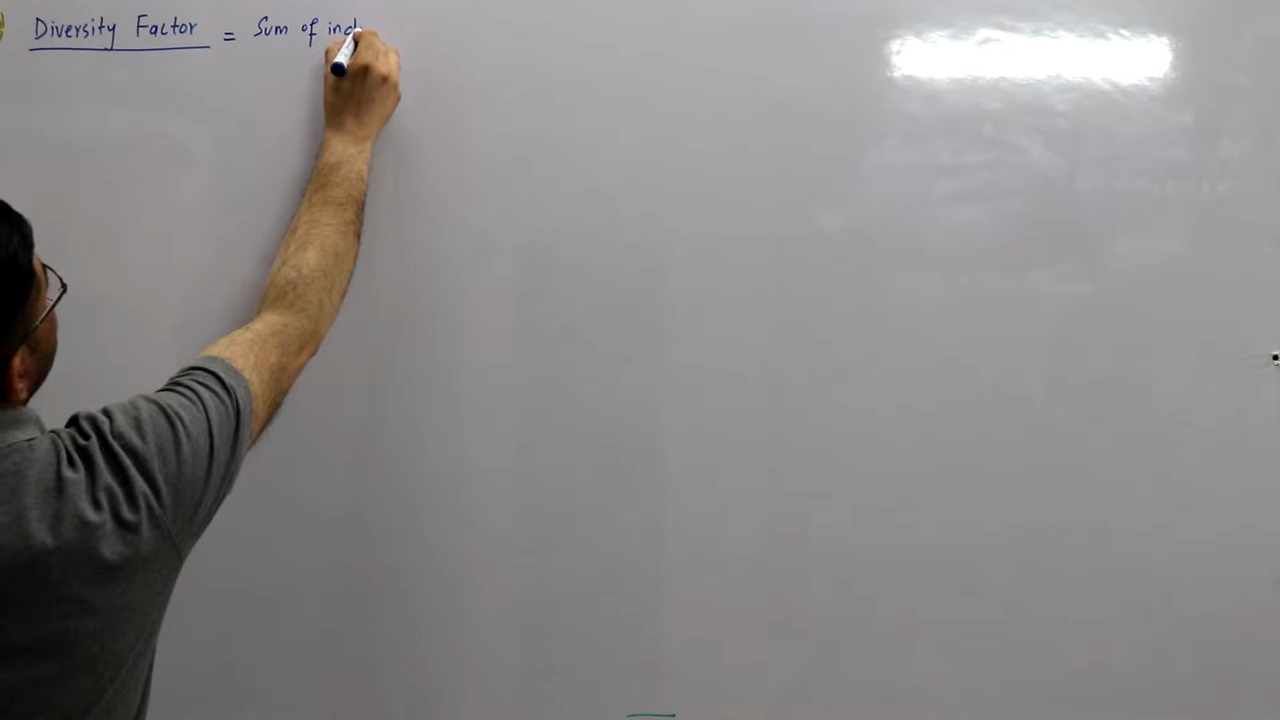 Diversity Factor = Sum of ind